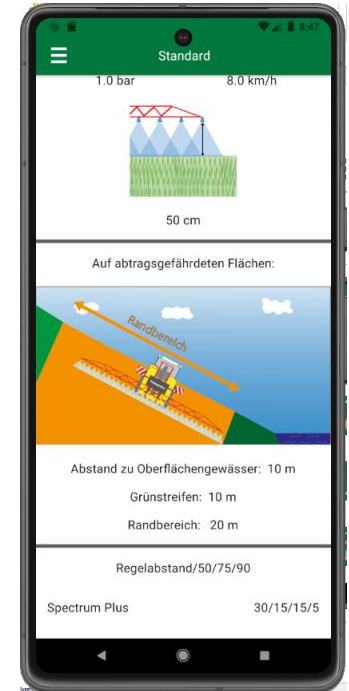 8:47
Standard
1.0 bar 8.0 km/h
50 cm
Auf abtragsgefährdeten Flächen:
Randbereich
Abstand zu Oberflächengewässer: 10 m
Grünstreifen: 10 m
Randbereich: 20 m
Regelabstand/50/75/90
Spectrum Plus 30/15/15/5